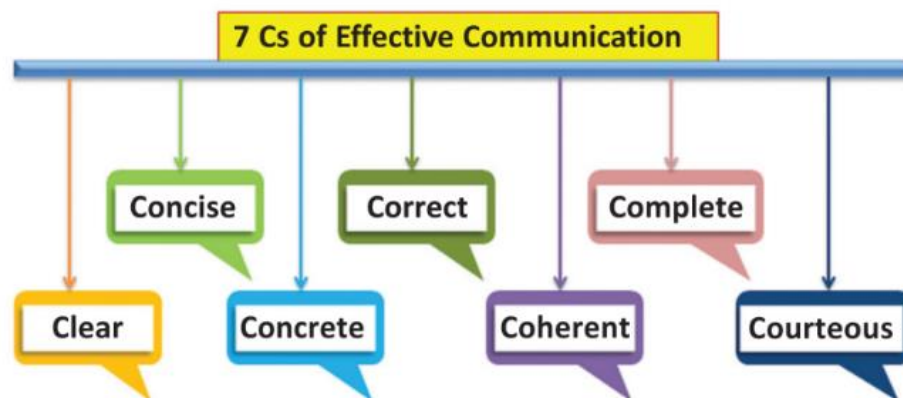 7 Cs of Effective Communication
Concise
Correct
Complete
Clear
Concrete
Coherent
Courteous